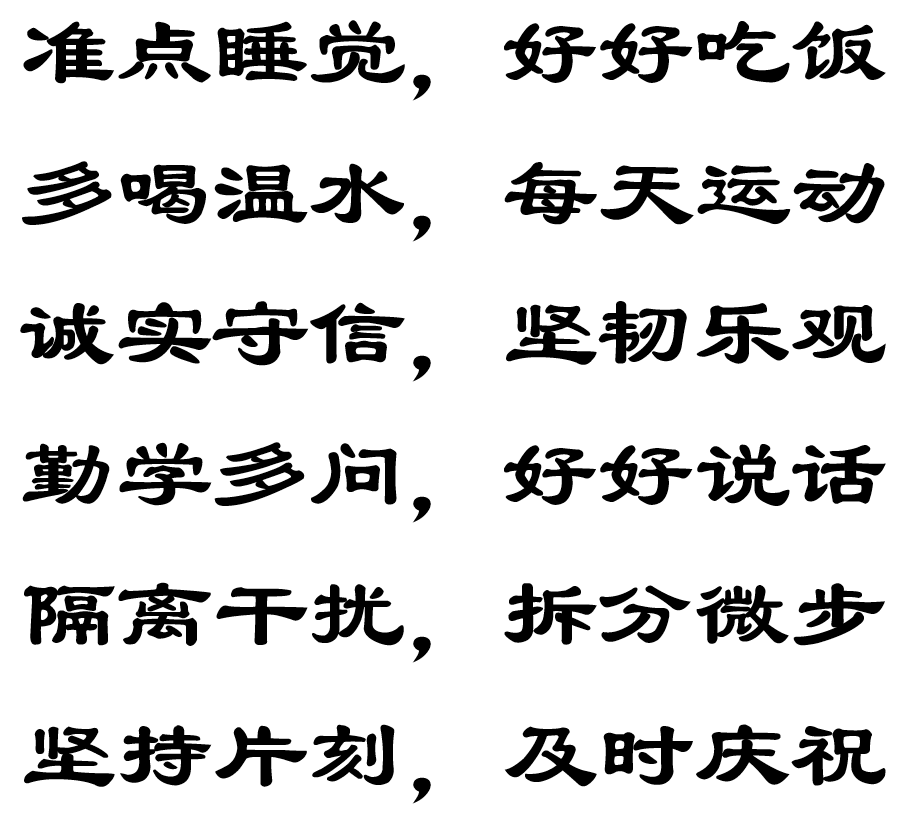 准点睡觉，好好吃饭
多喝温水，每天运动
诚实守信，坚韧乐观
勤学多问，好好说话
隔离干扰，拆分微步
坚持片刻，及时庆祝